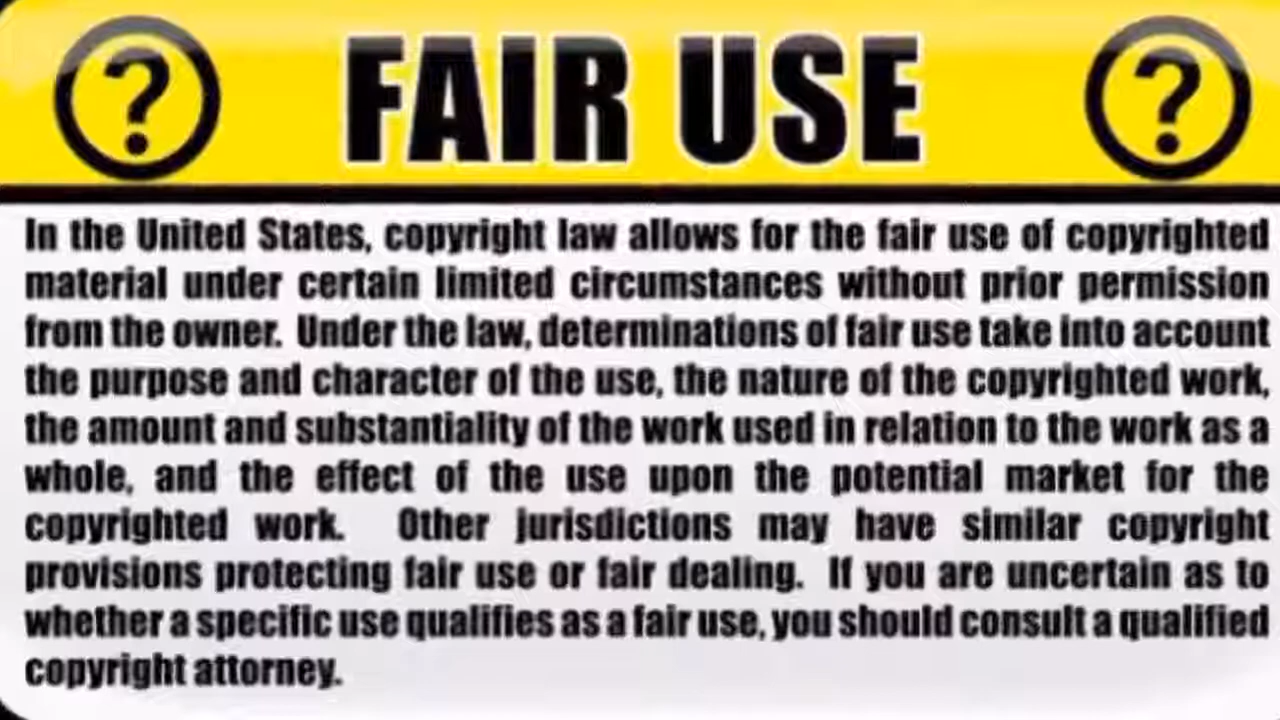 ? FAIR USE ?
In the United States, copyright law allows for the fair use of copyrighted
material under certain limited circumstances without prior permission
from the owner. Under the law, determinations of fair use take into account
the purpose and character of the use, the nature of the copyrighted work,
the amount and substantiality of the work used in relation to the work as a
whole, and the effect of the use upon the potential market for the
copyrighted work. Other jurisdictions may have similar copyright
provisions protecting fair use or fair dealing. If you are uncertain as to
whether a specific use qualifies as a fair use, you should consult a qualified
copyright attorney.